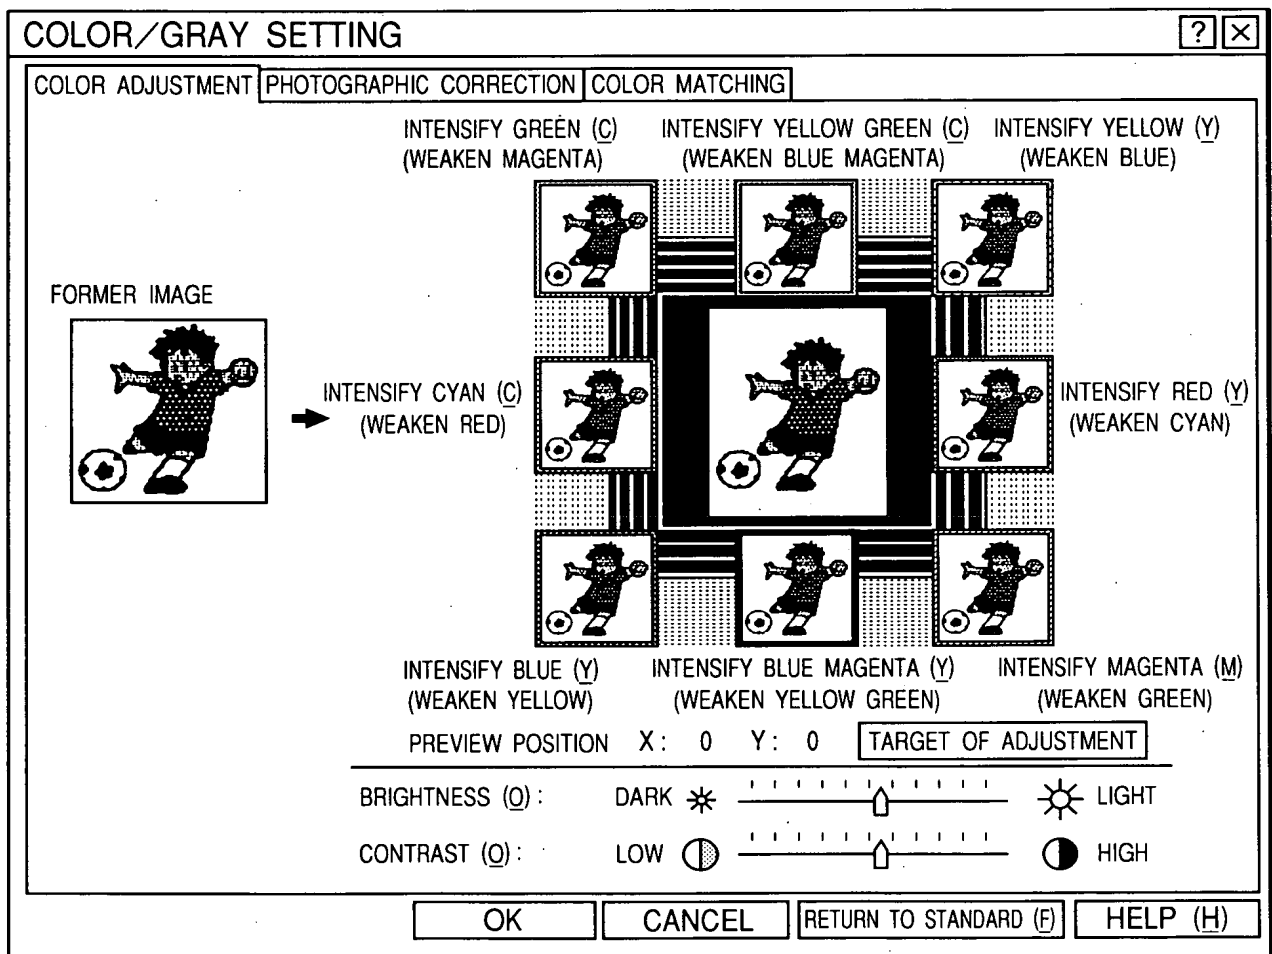 COLOR/GRAY SETTING ? X
COLOR ADJUSTMENT PHOTOGRAPHIC CORRECTION COLOR MATCHING
INTENSIFY GREEN (C) INTENSIFY YELLOW GREEN (C) INTENSIFY YELLOW (Y)
(WEAKEN MAGENTA) (WEAKEN BLUE MAGENTA) (WEAKEN BLUE)
FORMER IMAGE
INTENSIFY CYAN (C) INTENSIFY RED (Y)
(WEAKEN RED) (WEAKEN CYAN)
INTENSIFY BLUE (Y) INTENSIFY BLUE MAGENTA (Y) INTENSIFY MAGENTA (M)
(WEAKEN YELLOW) (WEAKEN YELLOW GREEN) (WEAKEN GREEN)
PREVIEW POSITION X: 0 Y: 0 TARGET OF ADJUSTMENT
BRIGHTNESS (O): DARK LIGHT
CONTRAST (O): LOW HIGH
OK CANCEL RETURN TO STANDARD (F) HELP (H)